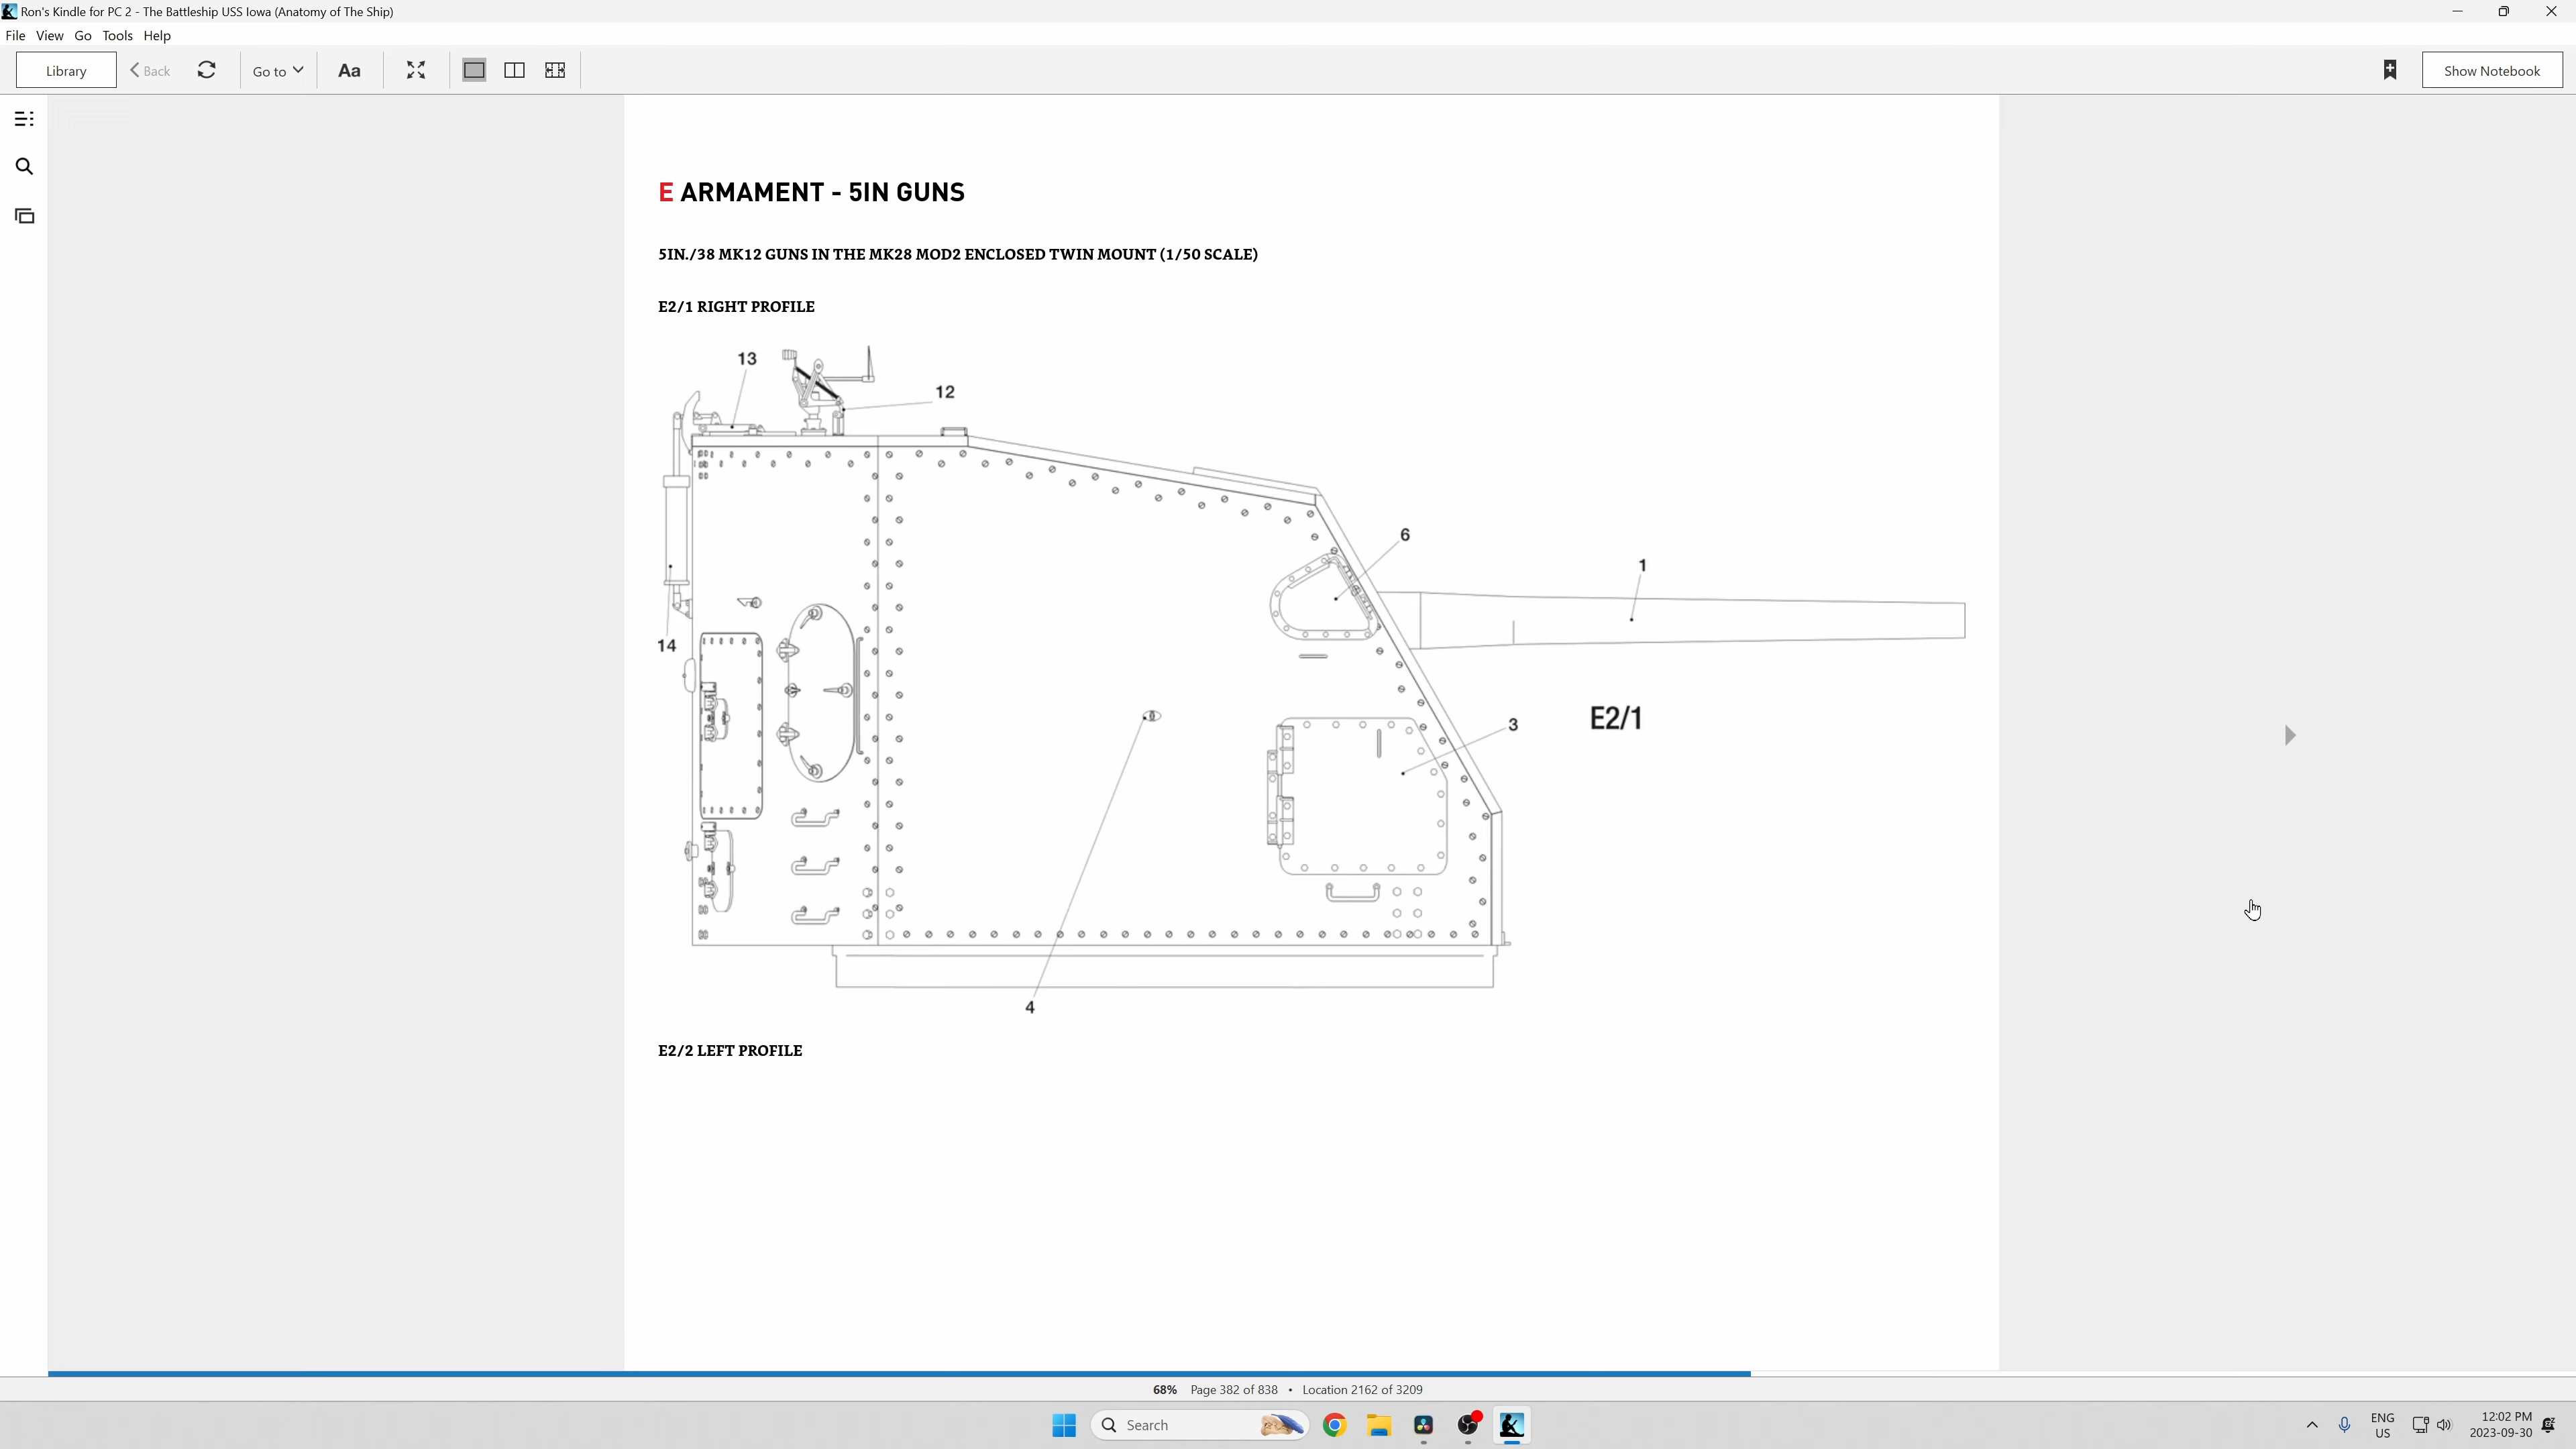 Ron's Kindle for PC 2 - The Battleship USS Iowa (Anatomy of The Ship)
File View Go Tools Help
Library Back Go to Aa Show Notebook
E ARMAMENT - 5IN GUNS
5IN./38 MK12 GUNS IN THE MK28 MOD2 ENCLOSED TWIN MOUNT (1/50 SCALE)
E2/1 RIGHT PROFILE
13
12
6
1
14
E2/1
3
4
E2/2 LEFT PROFILE
68% Page 382 of 838 • Location 2162 of 3209
Search
ENG
US
12:02 PM
2023-09-30